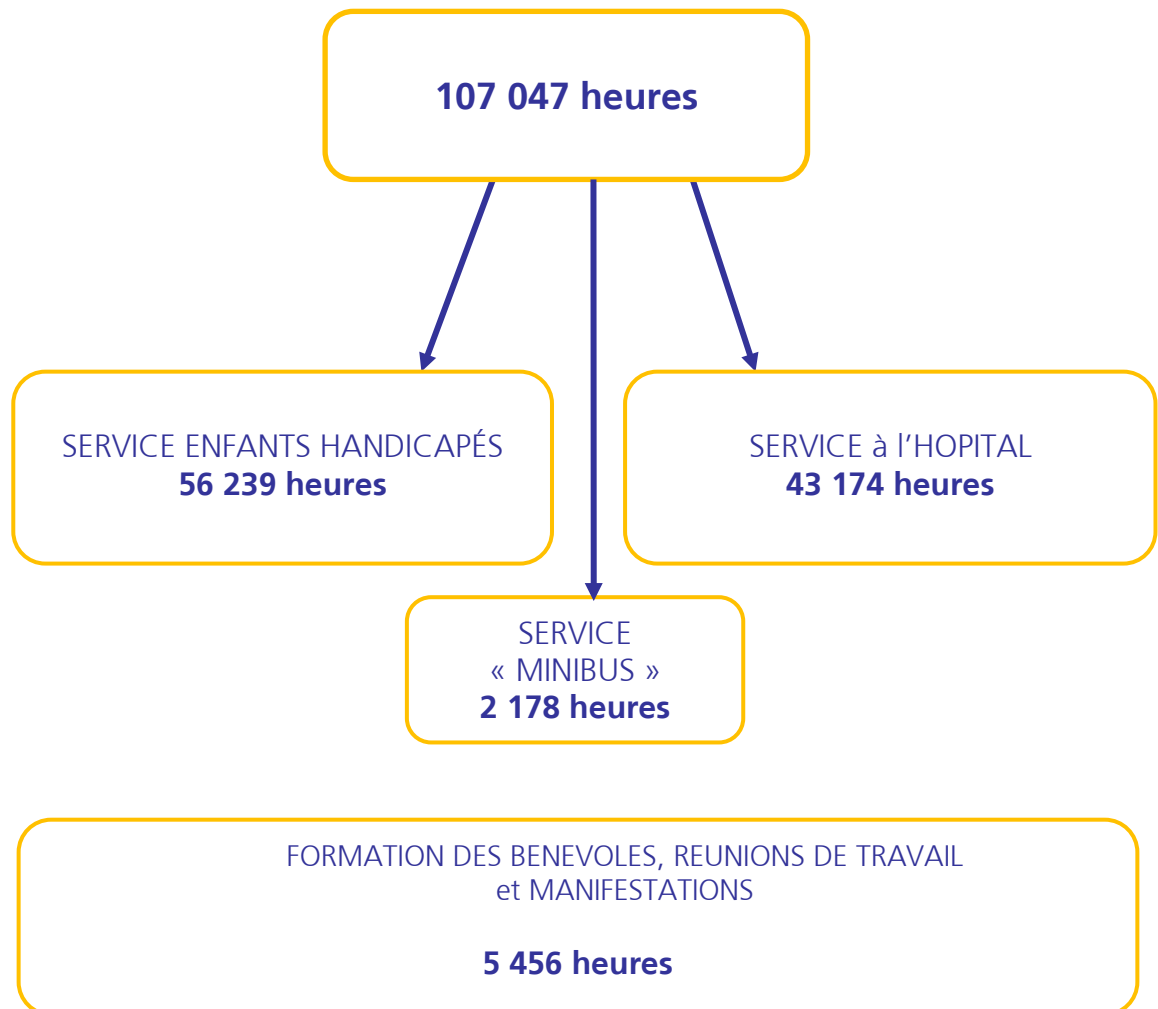 107 047 heures
SERVICE ENFANTS HANDICAPÉS
56 239 heures
SERVICE à l’HOPITAL
43 174 heures
SERVICE
« MINIBUS »
2 178 heures
FORMATION DES BENEVOLES, REUNIONS DE TRAVAIL
et MANIFESTATIONS
5 456 heures